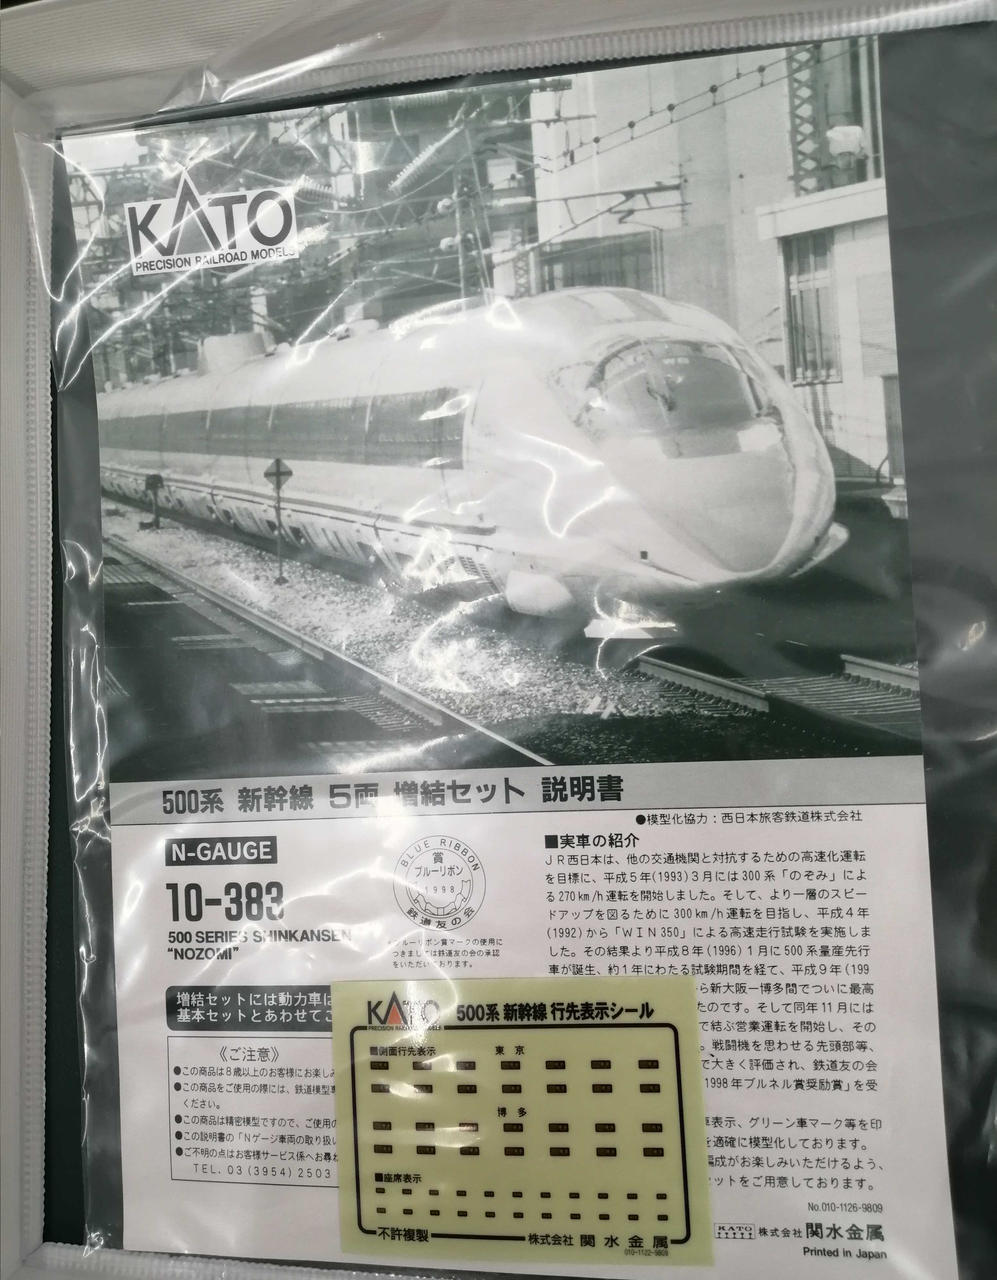 KATO
PRECISION RAILROAD MODELS
500系 新幹線 5両 増結セット 説明書
●模型化協力：西日本旅客鉄道株式会社
N-GAUGE
10-383
500 SERIES SHINKANSEN
"NOZOMI"
BLUE RIBBON
賞
ブルーリボン
1998
鉄道友の会
ブルーリボン賞マークの使用に
つきましては鉄道友の会の承認
をいただいております。
増結セットには動力車は
基本セットとあわせてご
《ご注意》
●この商品は8歳以上のお客様にお楽しみ
●この商品をご使用の際には、鉄道模型専
ください。
●この商品は精密模型ですので、ご使用の
●この説明書の「Nゲージ車両の取り扱い
●ご不明の点はお客様サービス係へお尋ね
TEL. 03 (3954) 2503
■実車の紹介
JR西日本は、他の交通機関と対抗するための高速化運転
を目標に、平成5年(1993)3月には300系「のぞみ」によ
る270km/h運転を開始しました。そして、より一層のスピー
ドアップを図るために300km/h運転を目指し、平成4年
(1992)から「WIN350」による高速走行試験を実施しま
した。その結果より平成8年(1996)1月に500系量産先行
車が誕生、約1年にわたる試験期間を経て、平成9年(199
ら新大阪ー博多間でついに最高
たのです。そして同年11月には
で結ぶ営業運転を開始し、その
。戦闘機を思わせる先頭部等、
で大きく評価され、鉄道友の会
1998年ブルネル賞奨励賞」を受
表示、グリーン車マーク等を印
を適確に模型化しております。
編成がお楽しみいただけるよう、
ットをご用意しております。
No.010-1126-9809
KATO 株式会社 関水金属
Printed in Japan
KATO
PRECISION RAILROAD MODELS
500系 新幹線 行先表示シール
■側面行先表示
東京
博多
■座席表示
不許複製
株式会社 関水金属
010-1122-9809